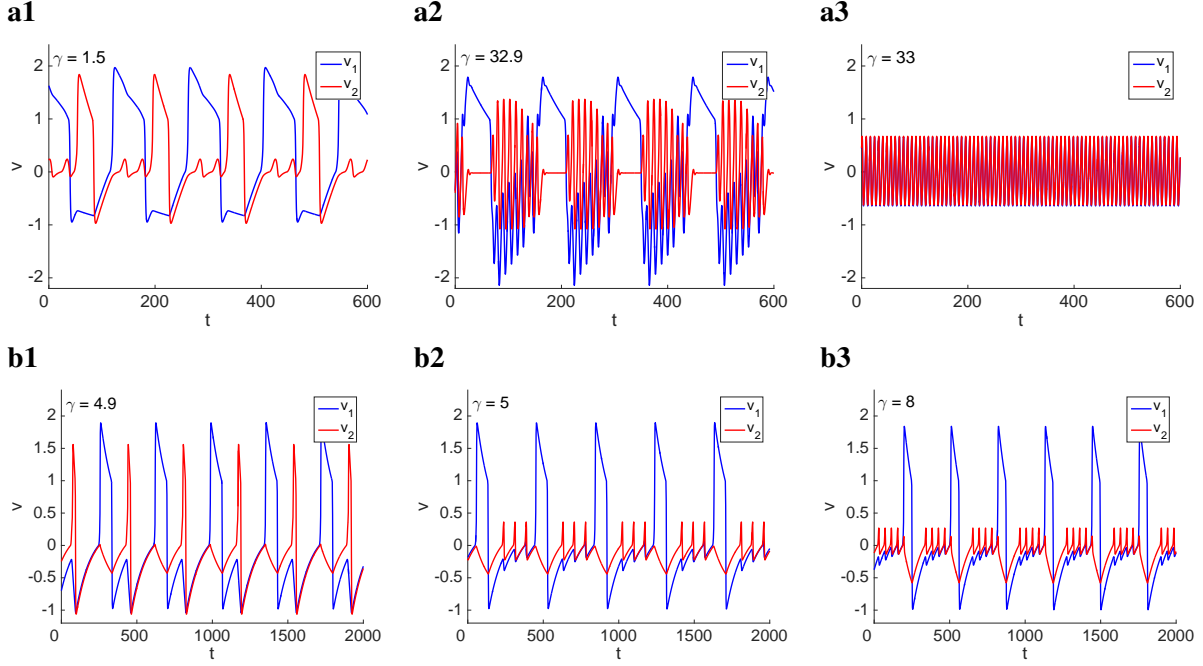 a1
a2
a3
γ = 1.5
v1
v2
2
1
0
-1
-2
v
0
200
400
600
t
γ = 32.9
v1
v2
2
1
0
-1
-2
v
0
200
400
600
t
γ = 33
v1
v2
2
1
0
-1
-2
v
0
200
400
600
t
b1
b2
b3
γ = 4.9
v1
v2
2
1.5
1
0.5
0
-0.5
-1
v
0
500
1000
1500
2000
t
γ = 5
v1
v2
2
1.5
1
0.5
0
-0.5
-1
v
0
500
1000
1500
2000
t
γ = 8
v1
v2
2
1.5
1
0.5
0
-0.5
-1
v
0
500
1000
1500
2000
t